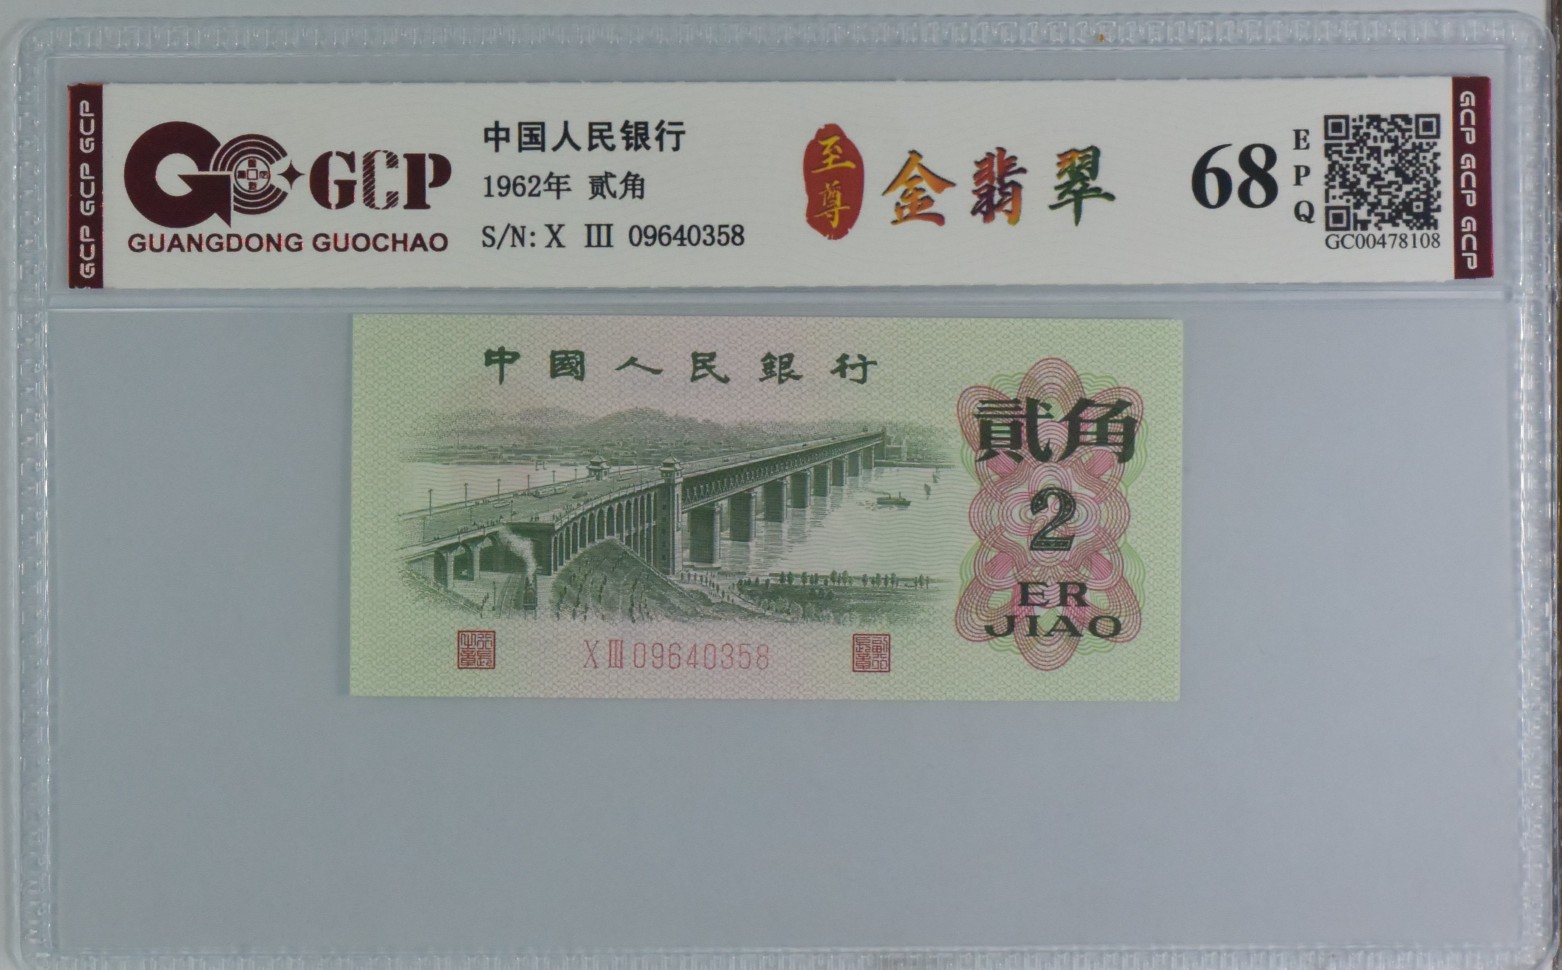 GCP GCP GCP
GCP
GUANGDONG GUOCHAO
中国人民银行
1962年 贰角
S/N: X Ⅲ 09640358
至尊
金翡翠
68
EPQ
GC00478108
GCP GCP GCP
中國人民銀行
貳角
2
ER
JIAO
X Ⅲ 09640358